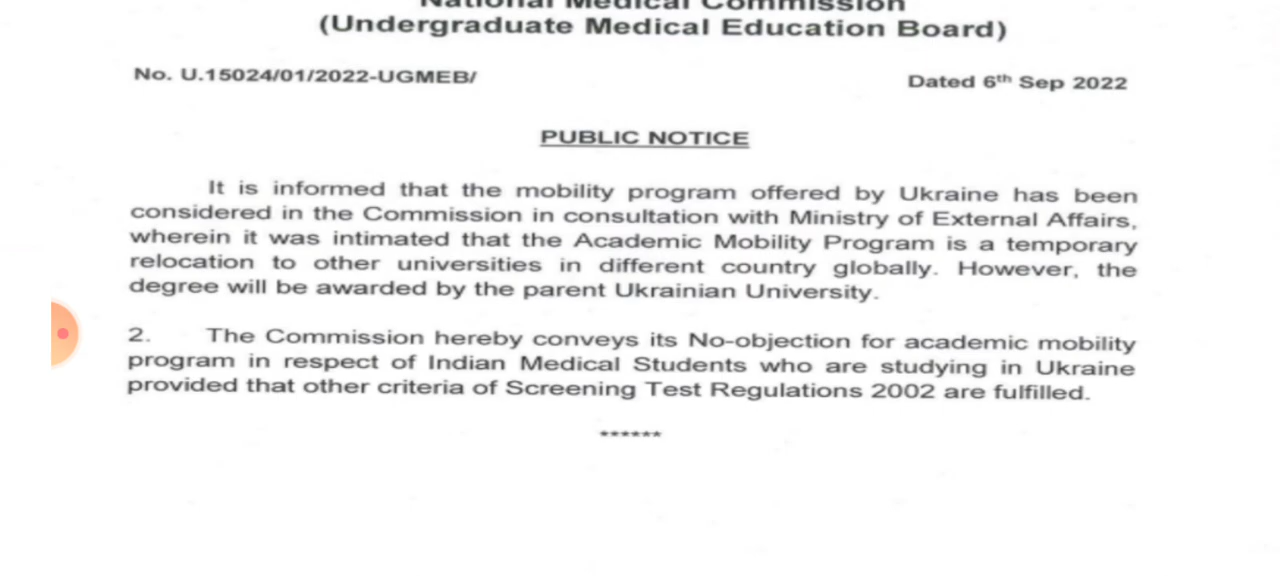 National Medical Commission
(Undergraduate Medical Education Board)
No. U.15024/01/2022-UGMEB/ Dated 6th Sep 2022
PUBLIC NOTICE
It is informed that the mobility program offered by Ukraine has been
considered in the Commission in consultation with Ministry of External Affairs,
wherein it was intimated that the Academic Mobility Program is a temporary
relocation to other universities in different country globally. However, the
degree will be awarded by the parent Ukrainian University.
2. The Commission hereby conveys its No-objection for academic mobility
program in respect of Indian Medical Students who are studying in Ukraine
provided that other criteria of Screening Test Regulations 2002 are fulfilled.
******